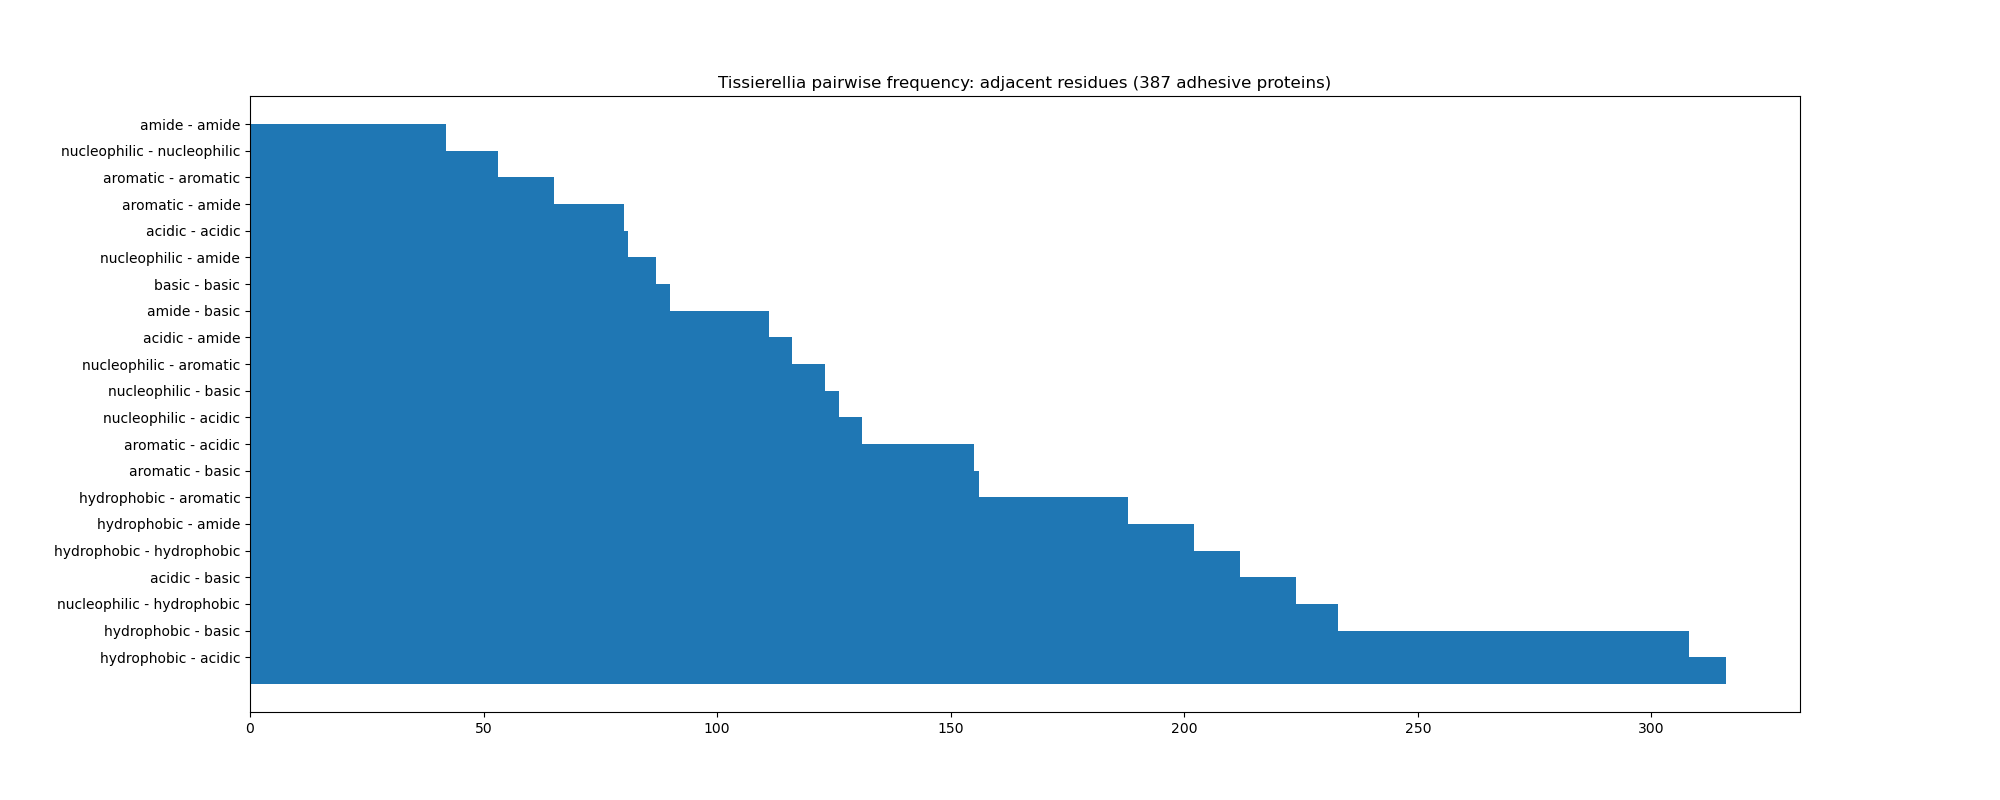 Tissierellia pairwise frequency: adjacent residues (387 adhesive proteins)
amide - amide
nucleophilic - nucleophilic
aromatic - aromatic
aromatic - amide
acidic - acidic
nucleophilic - amide
basic - basic
amide - basic
acidic - amide
nucleophilic - aromatic
nucleophilic - basic
nucleophilic - acidic
aromatic - acidic
aromatic - basic
hydrophobic - aromatic
hydrophobic - amide
hydrophobic - hydrophobic
acidic - basic
nucleophilic - hydrophobic
hydrophobic - basic
hydrophobic - acidic
0 50 100 150 200 250 300